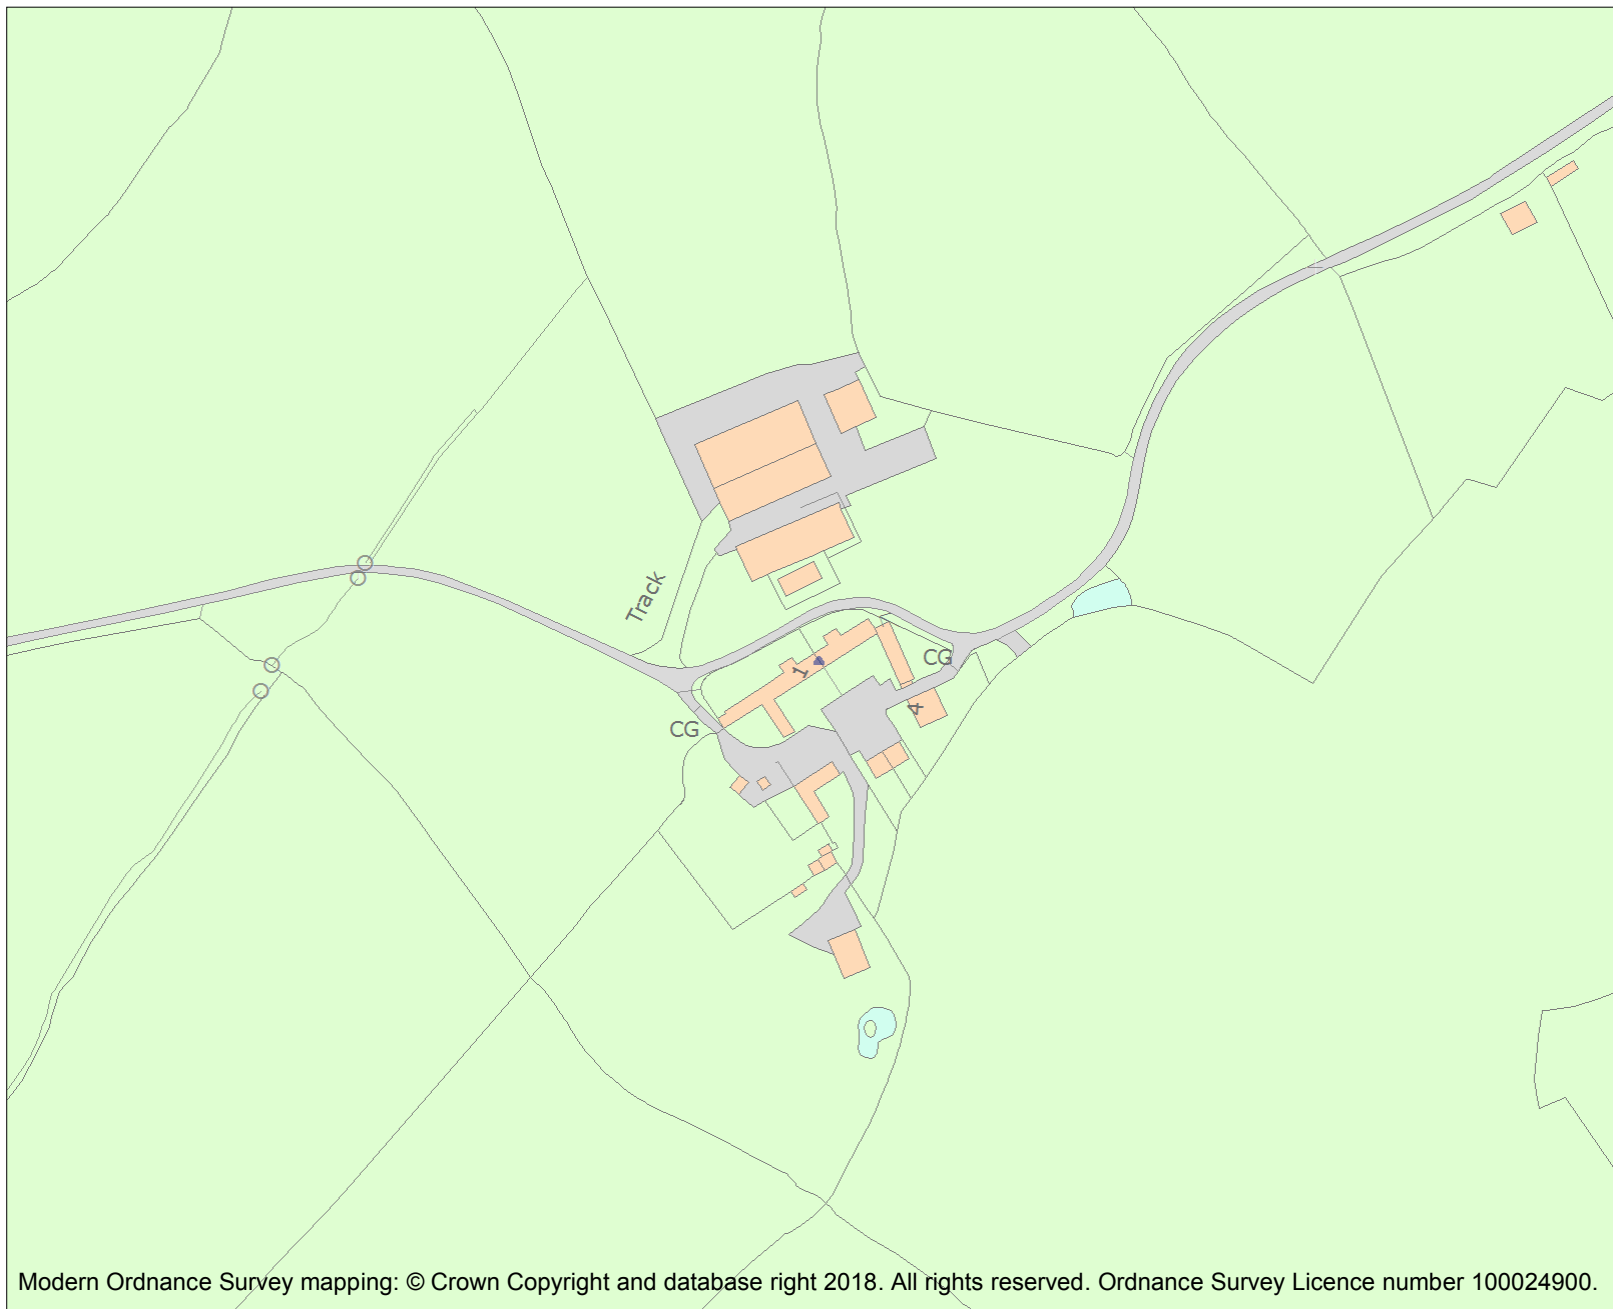 Track
CG
1
4
CG
Modern Ordnance Survey mapping: © Crown Copyright and database right 2018. All rights reserved. Ordnance Survey Licence number 100024900.